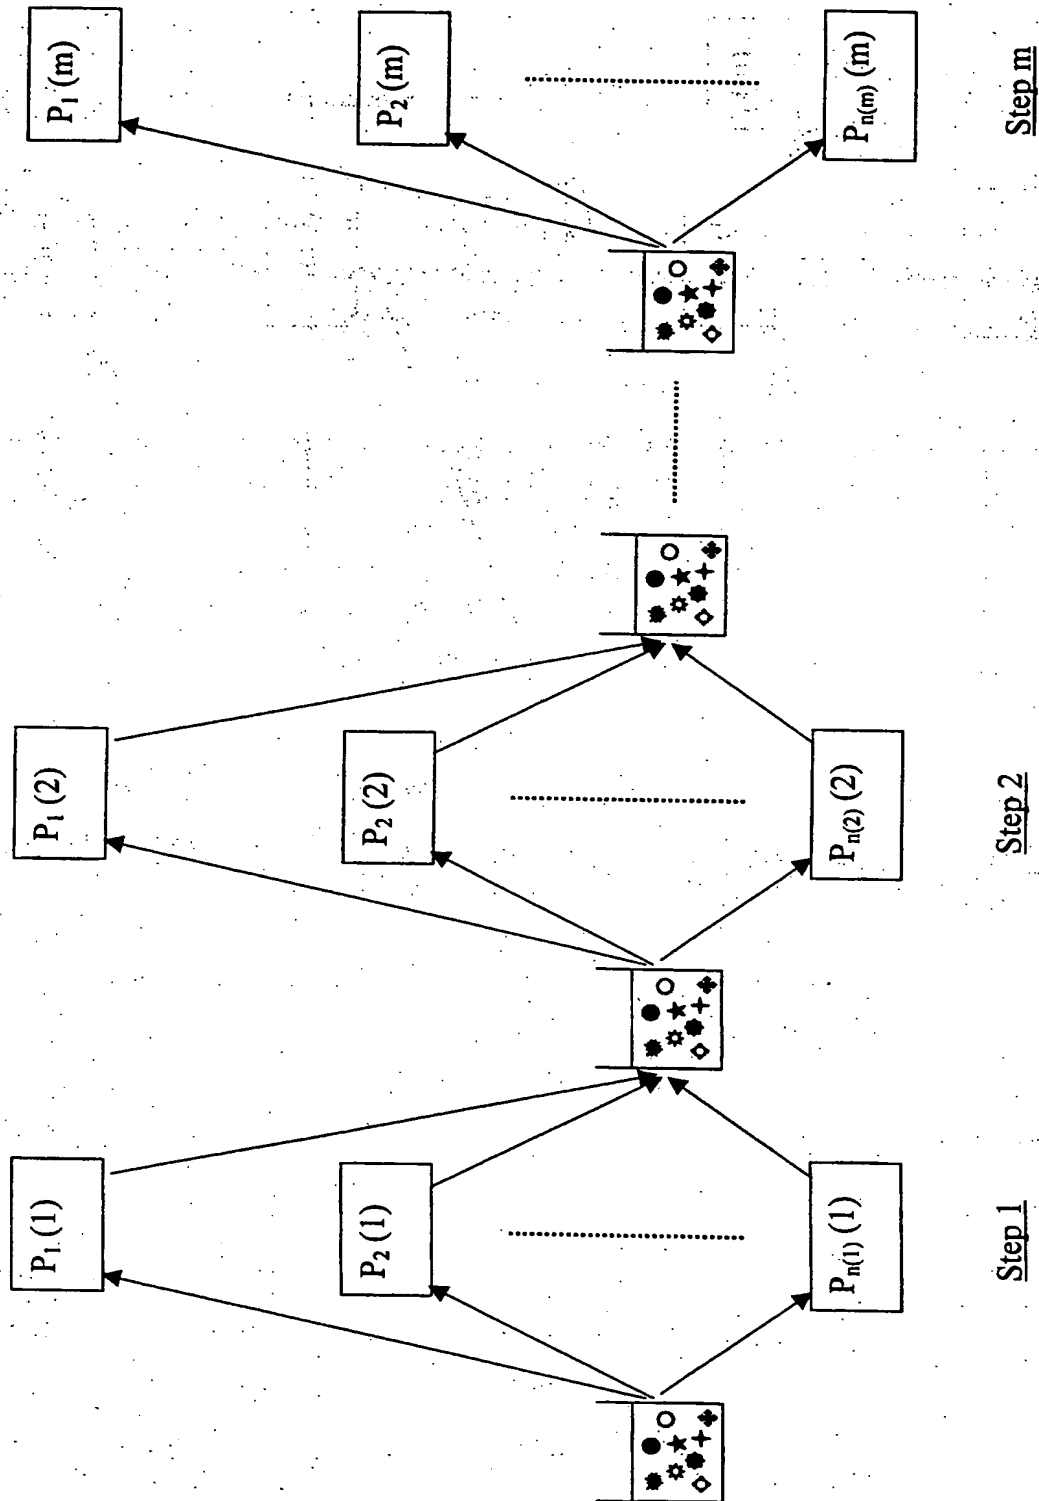 P₁ (1)
P₂ (1)
Pₙ₍₁₎ (1)
Step 1
P₁ (2)
P₂ (2)
Pₙ₍₂₎ (2)
Step 2
P₁ (m)
P₂ (m)
Pₙ₍ₘ₎ (m)
Step m